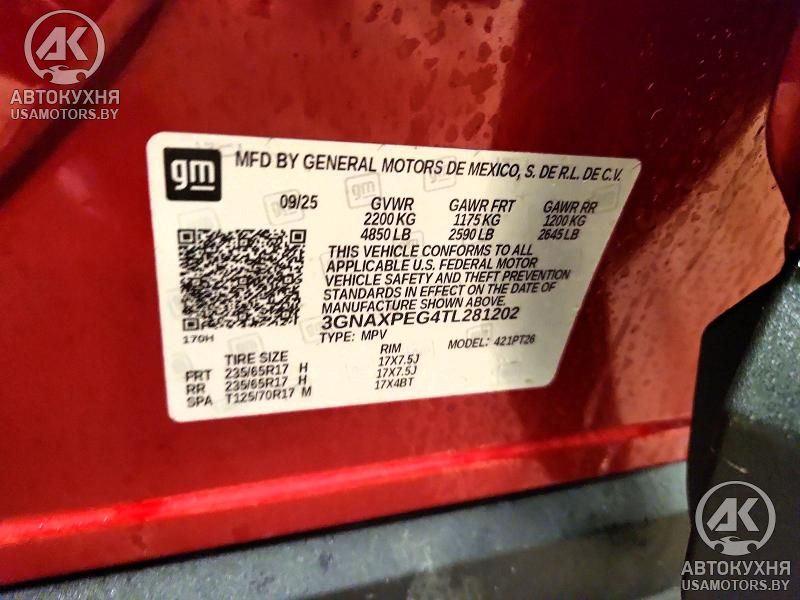 AK
АВТОКУХНЯ
USAMOTORS.BY
gm MFD BY GENERAL MOTORS DE MEXICO, S. DE R.L. DE C.V.
09/25 GVWR GAWR FRT GAWR RR
2200 KG 1175 KG 1200 KG
4850 LB 2590 LB 2645 LB
THIS VEHICLE CONFORMS TO ALL
APPLICABLE U.S. FEDERAL MOTOR
VEHICLE SAFETY AND THEFT PREVENTION
STANDARDS IN EFFECT ON THE DATE OF
MANUFACTURE SHOWN ABOVE.
3GNAXPEG4TL281202
170H TYPE: MPV MODEL: 421PT26
TIRE SIZE RIM
FRT 235/65R17 H 17X7.5J
RR 235/65R17 H 17X7.5J
SPA T125/70R17 M 17X4BT
AK
АВТОКУХНЯ
USAMOTORS.BY